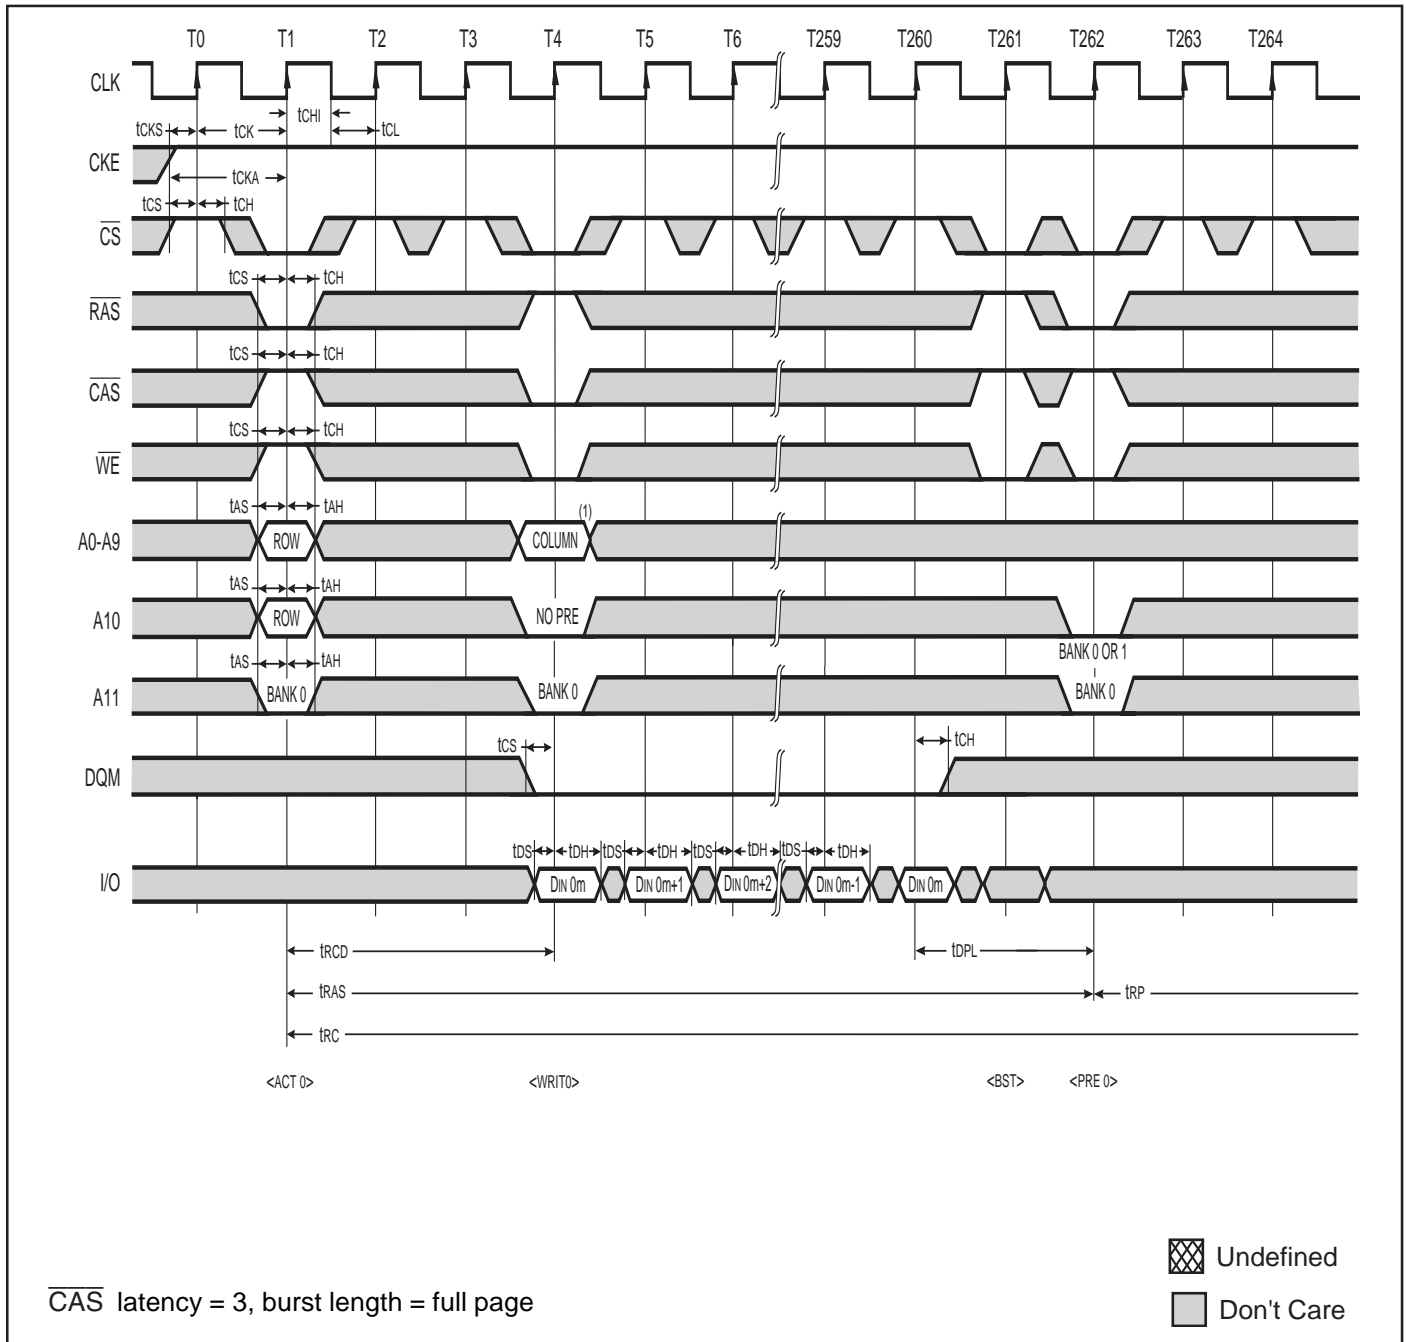 T0 T1 T2 T3 T4 T5 T6 T259 T260 T261 T262 T263 T264
CLK
tCHI
tCKS tCK tCL
CKE
tCKA
tCS tCH
CS
tCS tCH
RAS
tCS tCH
CAS
tCS tCH
WE
tAS tAH
(1)
A0-A9 ROW COLUMN
tAS tAH
A10 ROW NO PRE
BANK 0 OR 1
tAS tAH
A11 BANK 0 BANK 0 BANK 0
tCS tCH
DQM
tDS tDH tDS tDH tDS tDH tDS tDH
I/O DIN 0m DIN 0m+1 DIN 0m+2 DIN 0m-1 DIN 0m
tRCD tDPL
tRAS tRP
tRC
<ACT 0> <WRIT0> <BST> <PRE 0>
Undefined
CAS latency = 3, burst length = full page
Don't Care